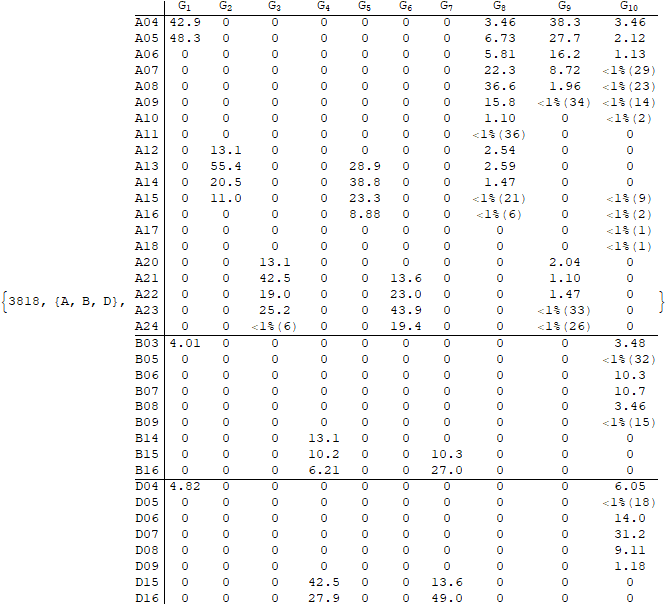 G1 G2 G3 G4 G5 G6 G7 G8 G9 G10
A04 42.9 0 0 0 0 0 0 3.46 38.3 3.46
A05 48.3 0 0 0 0 0 0 6.73 27.7 2.12
A06 0 0 0 0 0 0 0 5.81 16.2 1.13
A07 0 0 0 0 0 0 0 22.3 8.72 <1%(29)
A08 0 0 0 0 0 0 0 36.6 1.96 <1%(23)
A09 0 0 0 0 0 0 0 15.8 <1%(34) <1%(14)
A10 0 0 0 0 0 0 0 1.10 0 <1%(2)
A11 0 0 0 0 0 0 0 <1%(36) 0 0
A12 0 13.1 0 0 0 0 0 2.54 0 0
A13 0 55.4 0 0 28.9 0 0 2.59 0 0
A14 0 20.5 0 0 38.8 0 0 1.47 0 0
A15 0 11.0 0 0 23.3 0 0 <1%(21) 0 <1%(9)
A16 0 0 0 0 8.88 0 0 <1%(6) 0 <1%(2)
A17 0 0 0 0 0 0 0 0 0 <1%(1)
A18 0 0 0 0 0 0 0 0 0 <1%(1)
A20 0 0 13.1 0 0 0 0 0 2.04 0
A21 0 0 42.5 0 0 13.6 0 0 1.10 0
{3818, {A, B, D}, A22 0 0 19.0 0 0 23.0 0 0 1.47 0 }
A23 0 0 25.2 0 0 43.9 0 0 <1%(33) 0
A24 0 0 <1%(6) 0 0 19.4 0 0 <1%(26) 0
B03 4.01 0 0 0 0 0 0 0 0 3.48
B05 0 0 0 0 0 0 0 0 0 <1%(32)
B06 0 0 0 0 0 0 0 0 0 10.3
B07 0 0 0 0 0 0 0 0 0 10.7
B08 0 0 0 0 0 0 0 0 0 3.46
B09 0 0 0 0 0 0 0 0 0 <1%(15)
B14 0 0 0 13.1 0 0 0 0 0 0
B15 0 0 0 10.2 0 0 10.3 0 0 0
B16 0 0 0 6.21 0 0 27.0 0 0 0
D04 4.82 0 0 0 0 0 0 0 0 6.05
D05 0 0 0 0 0 0 0 0 0 <1%(18)
D06 0 0 0 0 0 0 0 0 0 14.0
D07 0 0 0 0 0 0 0 0 0 31.2
D08 0 0 0 0 0 0 0 0 0 9.11
D09 0 0 0 0 0 0 0 0 0 1.18
D15 0 0 0 42.5 0 0 13.6 0 0 0
D16 0 0 0 27.9 0 0 49.0 0 0 0